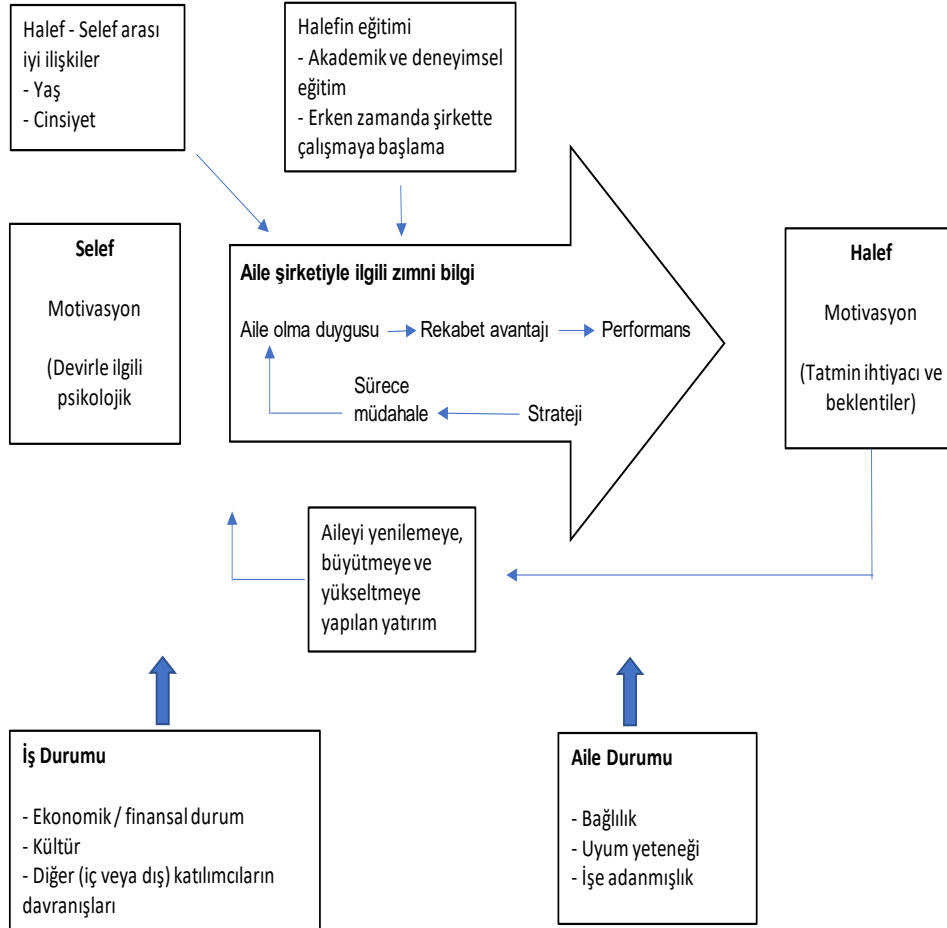 Halef - Selef arası
iyi ilişkiler
- Yaş
- Cinsiyet
Halefin eğitimi
- Akademik ve deneyimsel
eğitim
- Erken zamanda şirkette
çalışmaya başlama
Selef
Motivasyon
(Devirle ilgili
psikolojik
Aile şirketiyle ilgili zımni bilgi
Aile olma duygusu
Rekabet avantajı
Performans
Sürece
müdahale
Strateji
Halef
Motivasyon
(Tatmin ihtiyacı ve
beklentiler)
Aileyi yenilemeye,
büyütmeye ve
yükseltmeye
yapılan yatırım
İş Durumu
- Ekonomik / finansal durum
- Kültür
- Diğer (iç veya dış) katılımcıların
davranışları
Aile Durumu
- Bağlılık
- Uyum yeteneği
- İşe adanmışlık